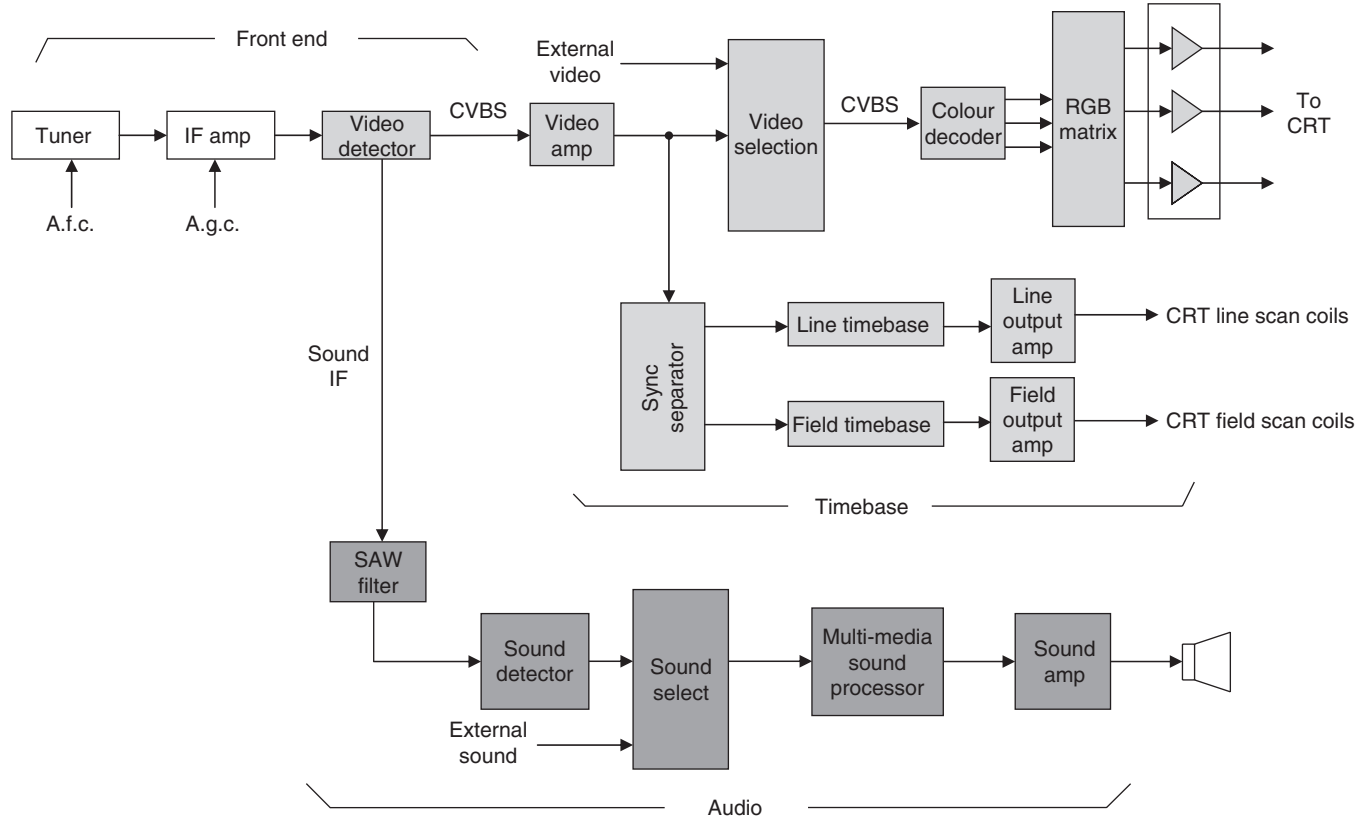 Front end
External
video
Tuner
IF amp
Video
detector
CVBS
Video
amp
Video
selection
CVBS
Colour
decoder
RGB
matrix
To
CRT
A.f.c.
A.g.c.
Sound
IF
Sync
separator
Line timebase
Line
output
amp
CRT line scan coils
Field timebase
Field
output
amp
CRT field scan coils
Timebase
SAW
filter
Sound
detector
Sound
select
Multi-media
sound
processor
Sound
amp
External
sound
Audio